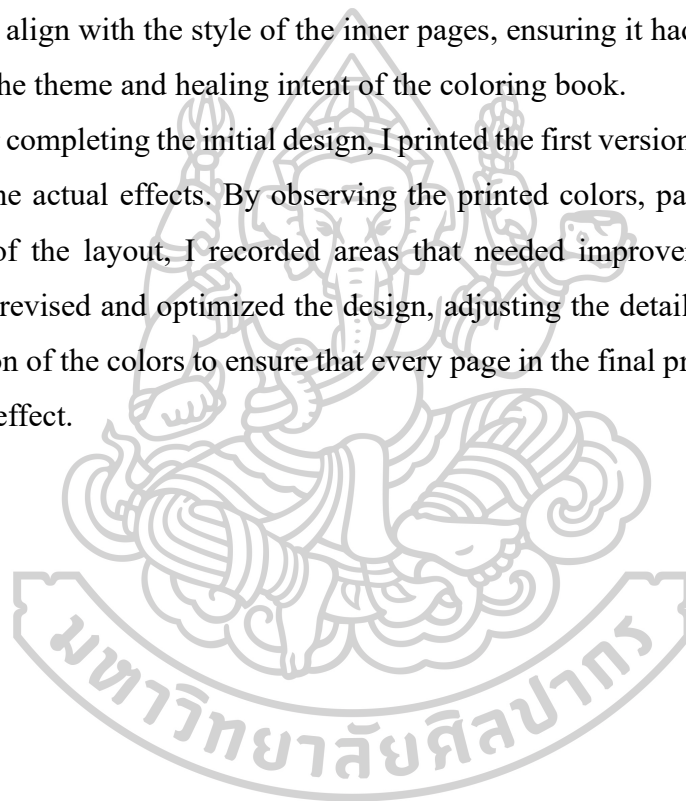 align with the style of the inner pages, ensuring it had
the theme and healing intent of the coloring book.
completing the initial design, I printed the first version
the actual effects. By observing the printed colors, pa
of the layout, I recorded areas that needed improve
revised and optimized the design, adjusting the detail
on of the colors to ensure that every page in the final pr
effect.
มหาวิทยาลัยศิลปากร